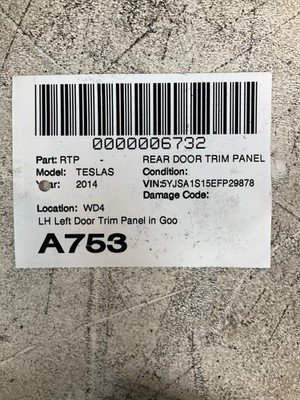 0000006732
Part: RTP - REAR DOOR TRIM PANEL
Model: TESLAS Condition:
ar: 2014 VIN:5YJSA1S15EFP29878
Damage Code:
Location: WD4
LH Left Door Trim Panel in Goo
A753